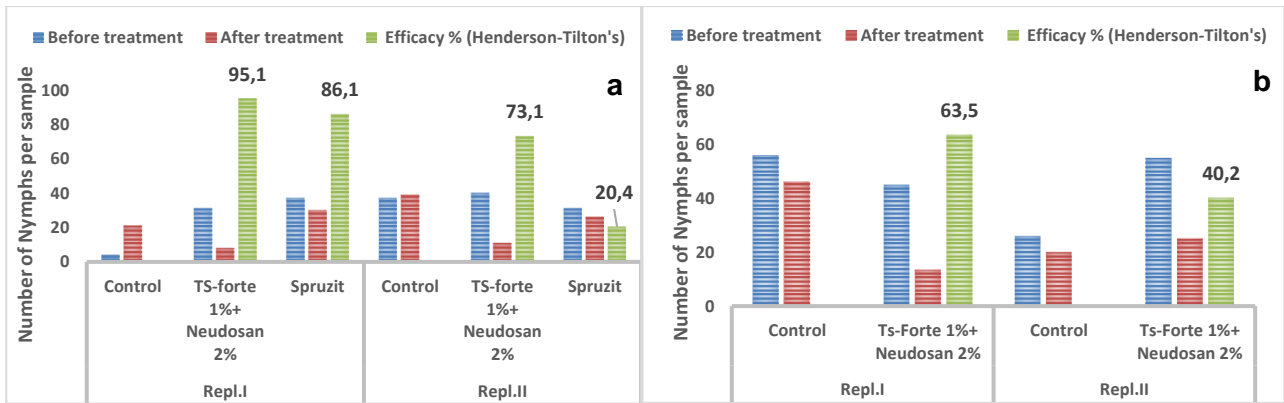 Before treatment After treatment Efficacy % (Henderson-Tilton's)
Number of Nymphs per sample
100
80
60
40
20
0
95,1
86,1
73,1
20,4
a
Control TS-forte Spruzit Control TS-forte Spruzit
1%+ 1%+
Neudosan Neudosan
2% 2%
Repl.I Repl.II
Before treatment After treatment Efficacy % (Henderson-Tilton's)
Number of Nymphs per sample
80
60
40
20
0
63,5
40,2
b
Control Ts-Forte 1%+ Control Ts-Forte 1%+
Neudosan 2% Neudosan 2%
Repl.I Repl.II